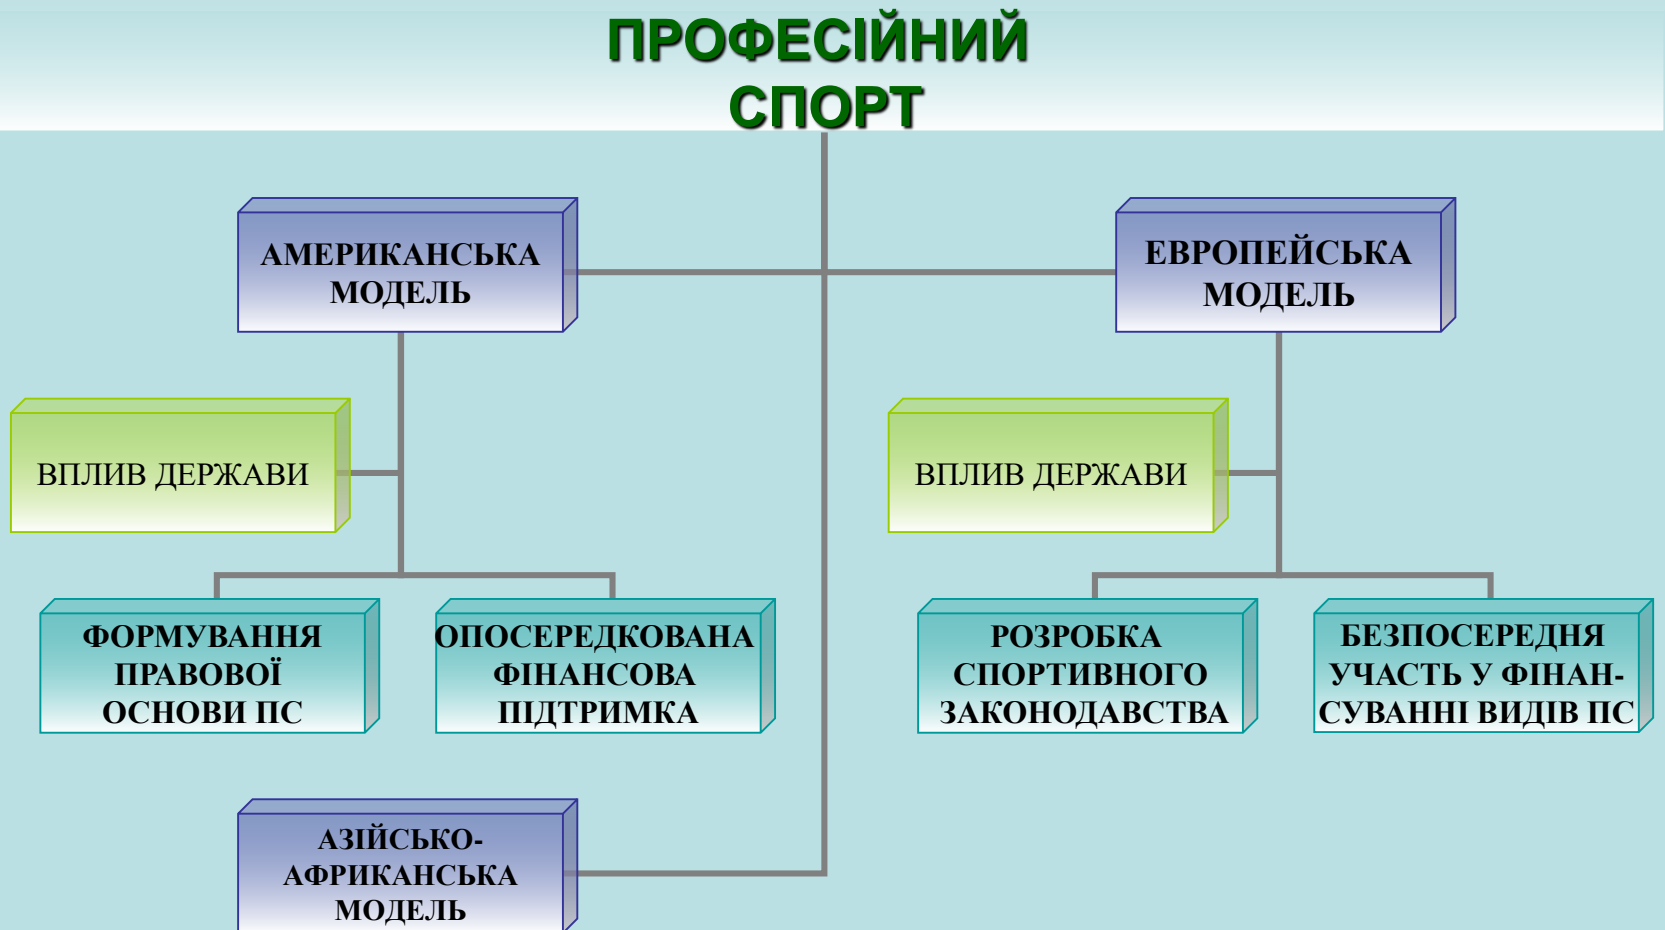 ПРОФЕСІЙНИЙ
СПОРТ
АМЕРИКАНСЬКА
МОДЕЛЬ
ЕВРОПЕЙСЬКА
МОДЕЛЬ
ВПЛИВ ДЕРЖАВИ
ВПЛИВ ДЕРЖАВИ
ФОРМУВАННЯ
ПРАВОВОЇ
ОСНОВИ ПС
ОПОСЕРЕДКОВАНА
ФІНАНСОВА
ПІДТРИМКА
РОЗРОБКА
СПОРТИВНОГО
ЗАКОНОДАВСТВА
БЕЗПОСЕРЕДНЯ
УЧАСТЬ У ФІНАН-
СУВАННІ ВИДІВ ПС
АЗІЙСЬКО-
АФРИКАНСЬКА
МОДЕЛЬ